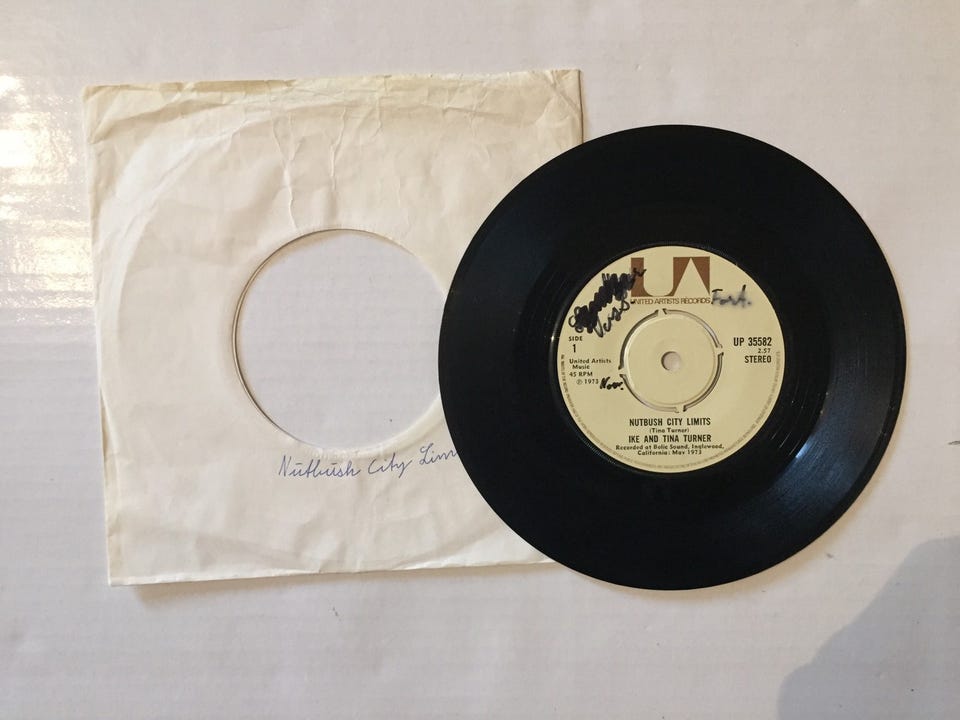 Nutbush City Lim
UA
UNITED ARTISTS RECORDS
SIDE
1
United Artists
Music
45 RPM
℗ 1973 Nov.
UP 35582
2.57
STEREO
NUTBUSH CITY LIMITS
(Tina Turner)
IKE AND TINA TURNER
Recorded at Bolic Sound, Inglewood,
California: May 1973